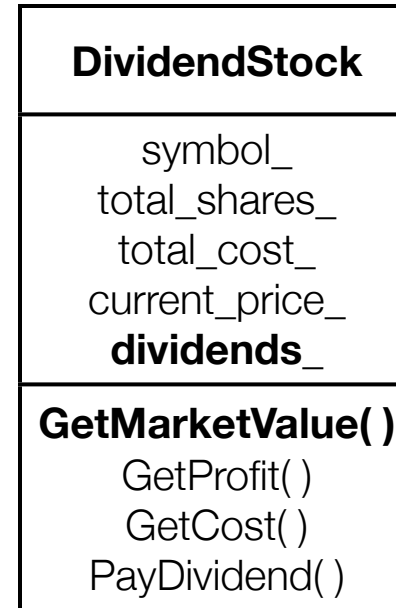 DividendStock
symbol_
total_shares_
total_cost_
current_price_
dividends_
GetMarketValue( )
GetProfit( )
GetCost( )
PayDividend( )